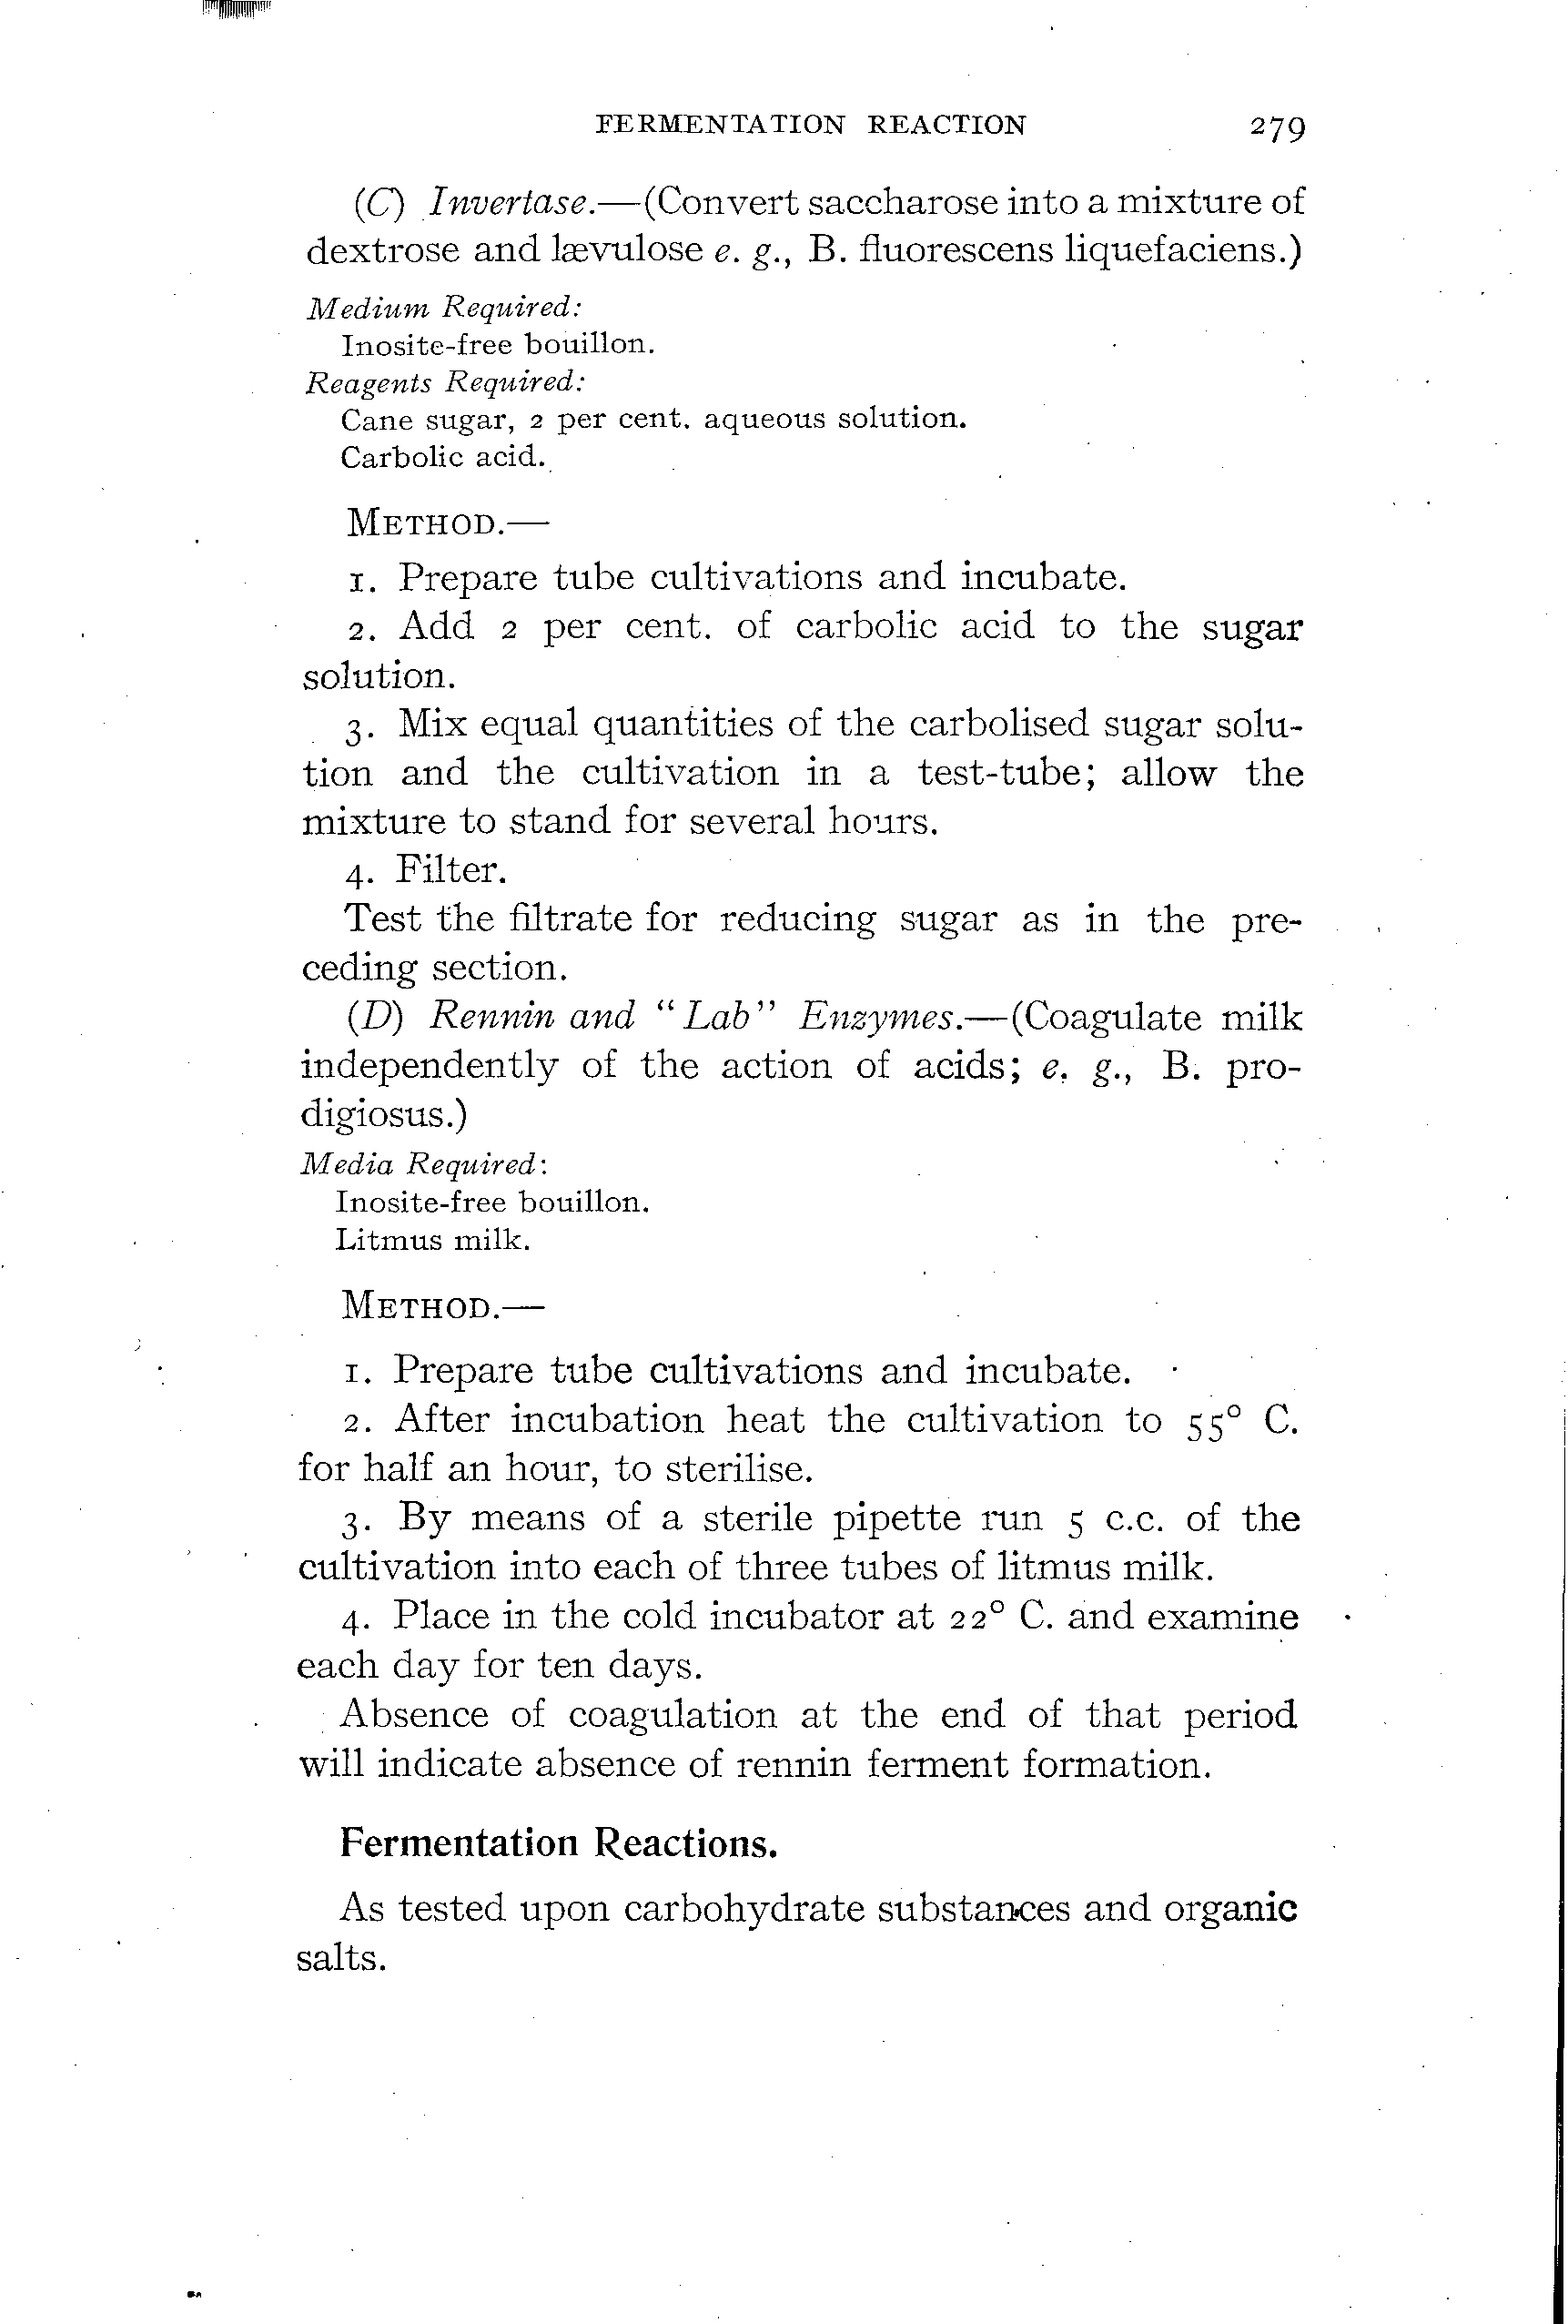 FERMENTATION REACTION 279
(C) Invertase.—(Convert saccharose into a mixture of
dextrose and lævulose e. g., B. fluorescens liquefaciens.)
Medium Required:
Inosite-free bouillon.
Reagents Required:
Cane sugar, 2 per cent. aqueous solution.
Carbolic acid.
METHOD.—
1. Prepare tube cultivations and incubate.
2. Add 2 per cent. of carbolic acid to the sugar
solution.
3. Mix equal quantities of the carbolised sugar solu-
tion and the cultivation in a test-tube; allow the
mixture to stand for several hours.
4. Filter.
Test the filtrate for reducing sugar as in the pre-
ceding section.
(D) Rennin and "Lab" Enzymes.—(Coagulate milk
independently of the action of acids; e. g., B. pro-
digiosus.)
Media Required:
Inosite-free bouillon.
Litmus milk.
METHOD.—
1. Prepare tube cultivations and incubate.
2. After incubation heat the cultivation to 55° C.
for half an hour, to sterilise.
3. By means of a sterile pipette run 5 c.c. of the
cultivation into each of three tubes of litmus milk.
4. Place in the cold incubator at 22° C. and examine
each day for ten days.
Absence of coagulation at the end of that period
will indicate absence of rennin ferment formation.
Fermentation Reactions.
As tested upon carbohydrate substances and organic
salts.